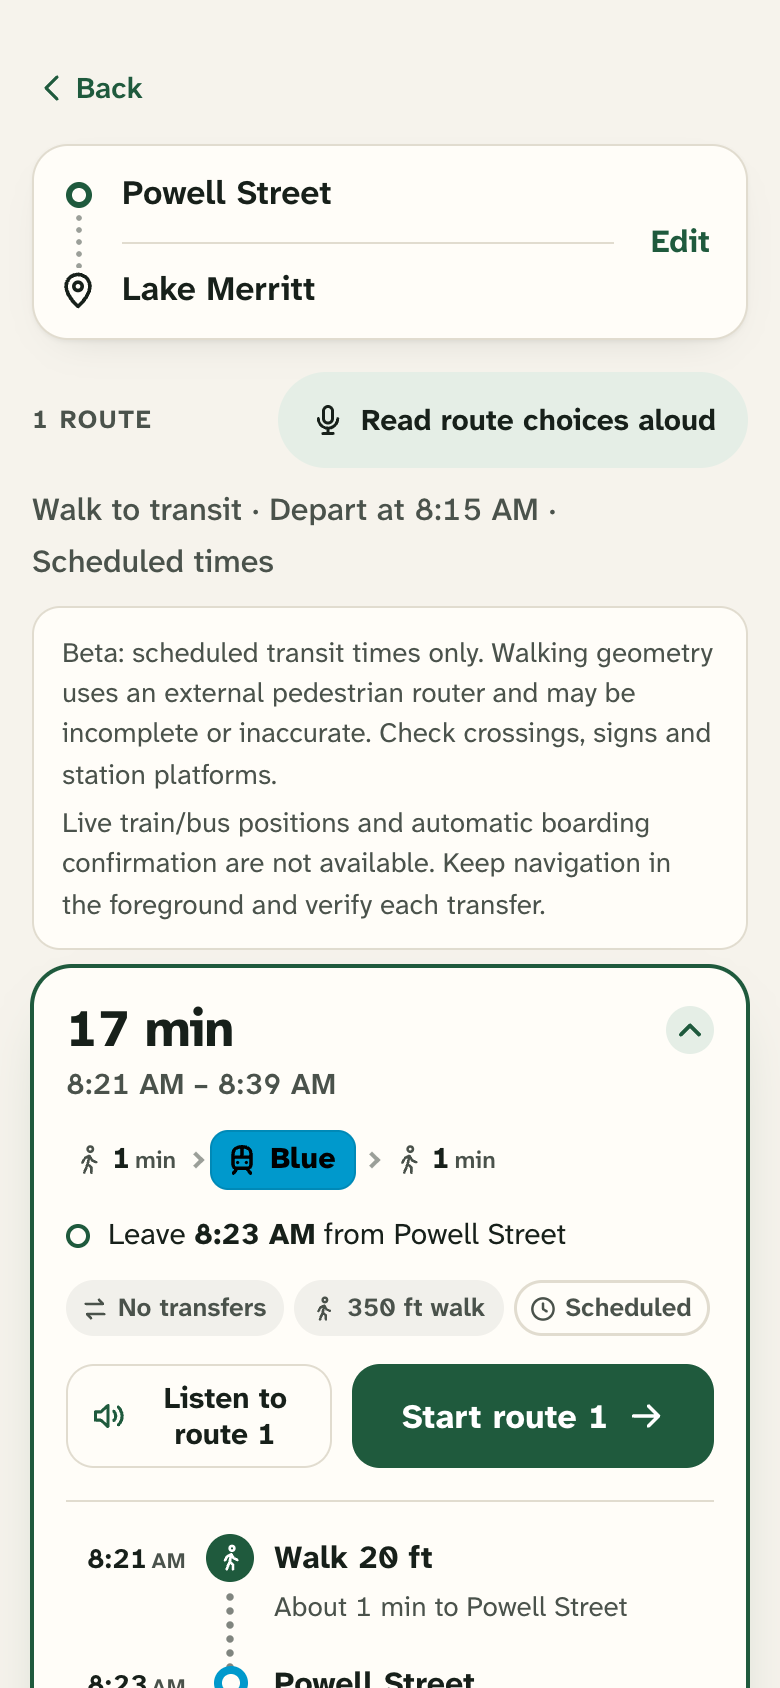 Back
Powell Street
Edit
Lake Merritt
1 ROUTE
Read route choices aloud
Walk to transit · Depart at 8:15 AM ·
Scheduled times
Beta: scheduled transit times only. Walking geometry
uses an external pedestrian router and may be
incomplete or inaccurate. Check crossings, signs and
station platforms.
Live train/bus positions and automatic boarding
confirmation are not available. Keep navigation in
the foreground and verify each transfer.
17 min
8:21 AM – 8:39 AM
1 min > Blue > 1 min
Leave 8:23 AM from Powell Street
No transfers 350 ft walk Scheduled
Listen to
route 1
Start route 1
8:21 AM Walk 20 ft
About 1 min to Powell Street
8:23 AM Powell Street